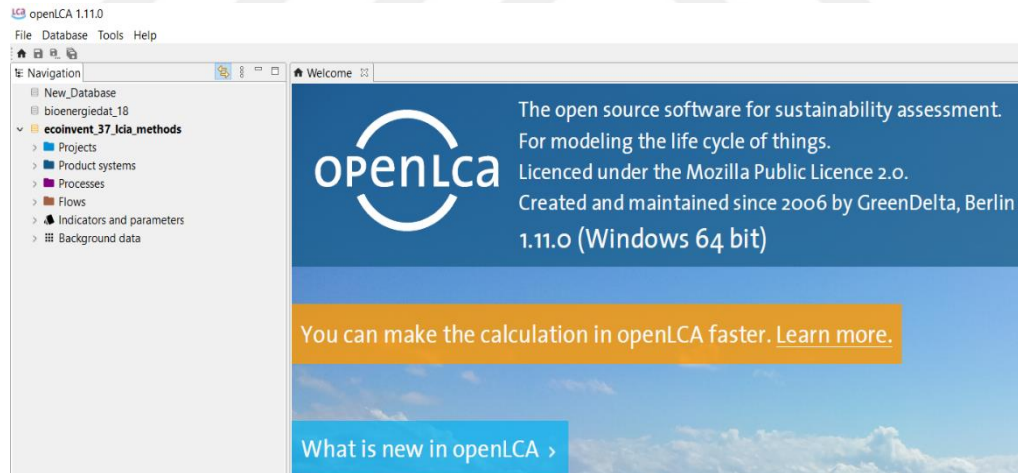 openLCA 1.11.0
File Database Tools Help
Navigation
Welcome
New_Database
bioenergiedat_18
ecoinvent_37_lcia_methods
Projects
Product systems
Processes
Flows
Indicators and parameters
Background data
openLCA
The open source software for sustainability assessment.
For modeling the life cycle of things.
Licenced under the Mozilla Public Licence 2.0.
Created and maintained since 2006 by GreenDelta, Berlin
1.11.0 (Windows 64 bit)
You can make the calculation in openLCA faster. Learn more.
What is new in openLCA ›